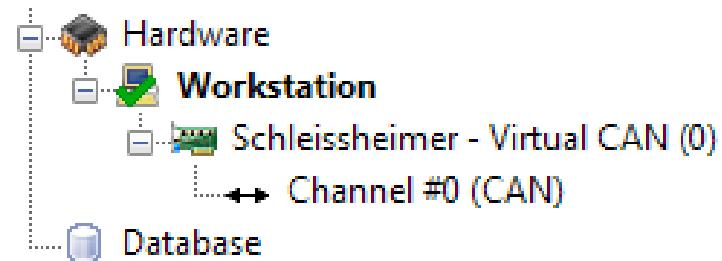 Hardware
Workstation
Schleissheimer - Virtual CAN (0)
Channel #0 (CAN)
Database